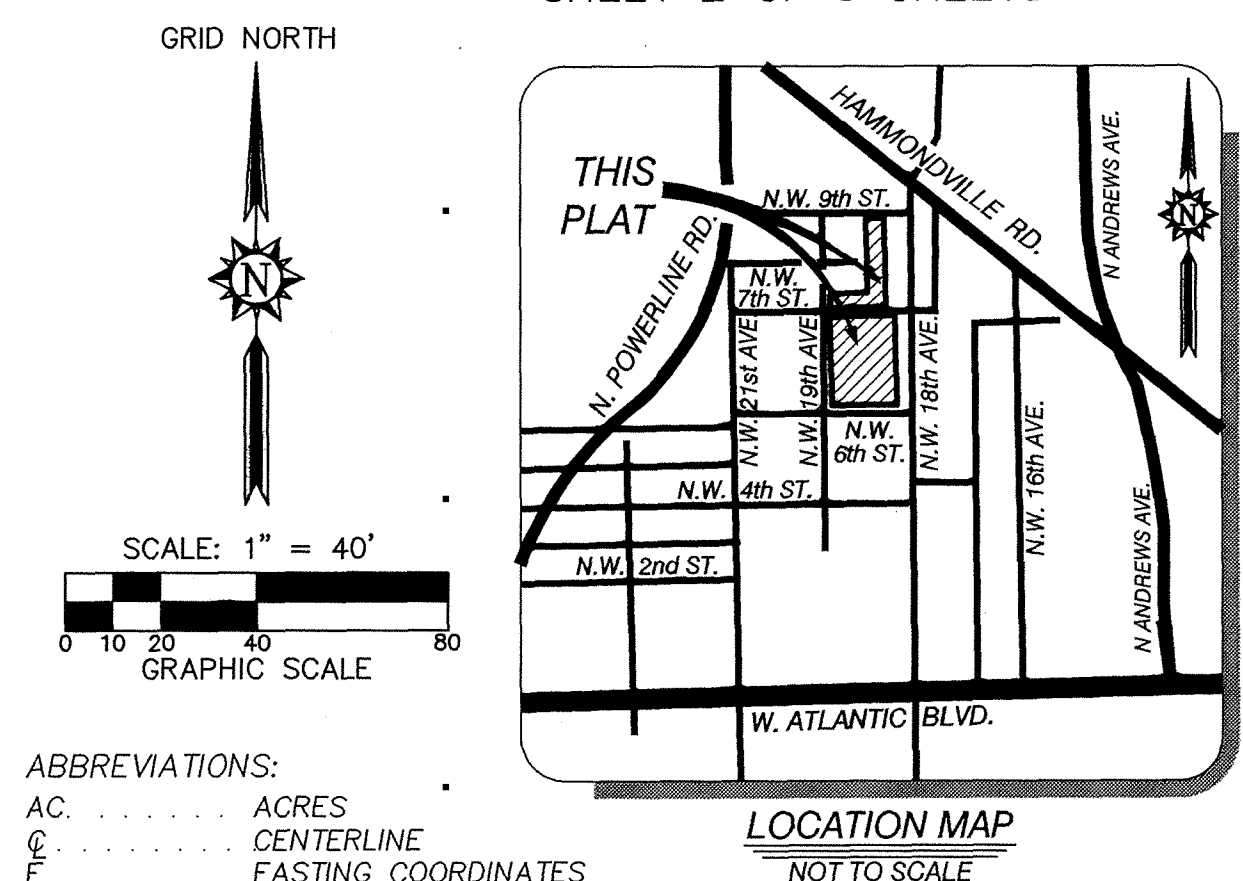 GRID NORTH
N
SCALE: 1" = 40'
0 10 20 40 80
GRAPHIC SCALE
ABBREVIATIONS:
AC. . . . . . . . ACRES
℄ . . . . . . . . . CENTERLINE
E EASTING COORDINATES
THIS
PLAT
HAMMONDVILLE RD.
N ANDREWS AVE.
N
N.W. 9th ST.
N. POWERLINE RD.
N.W.
7th ST.
N.W. 21st AVE
N.W. 19th AVE.
N.W. 18th AVE.
N.W. 16th AVE.
N.W.
6th ST.
N.W. 4th ST.
N.W. 2nd ST.
N ANDREWS AVE.
W. ATLANTIC BLVD.
LOCATION MAP
NOT TO SCALE